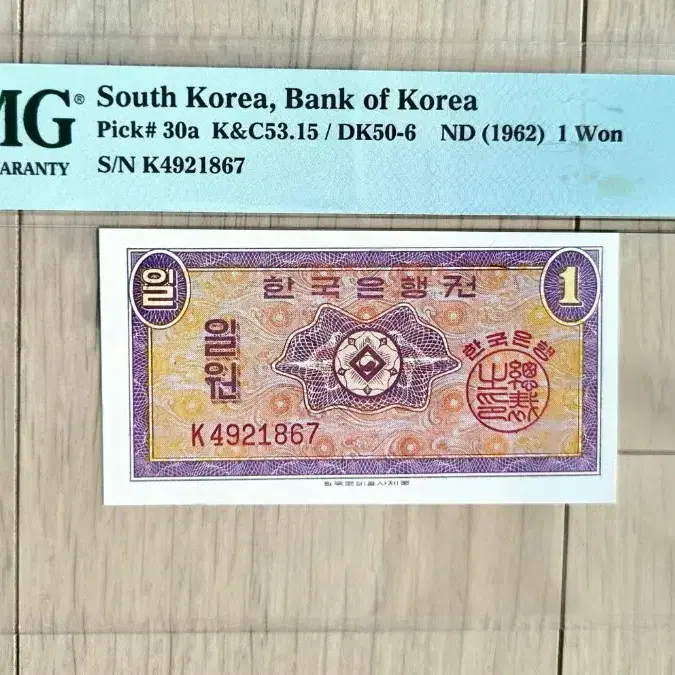 MG®
South Korea, Bank of Korea
Pick# 30a K&C53.15 / DK50-6 ND (1962) 1 Won
ARRANTY
S/N K4921867
일
한국은행권
1
일원
한국은행
K4921867